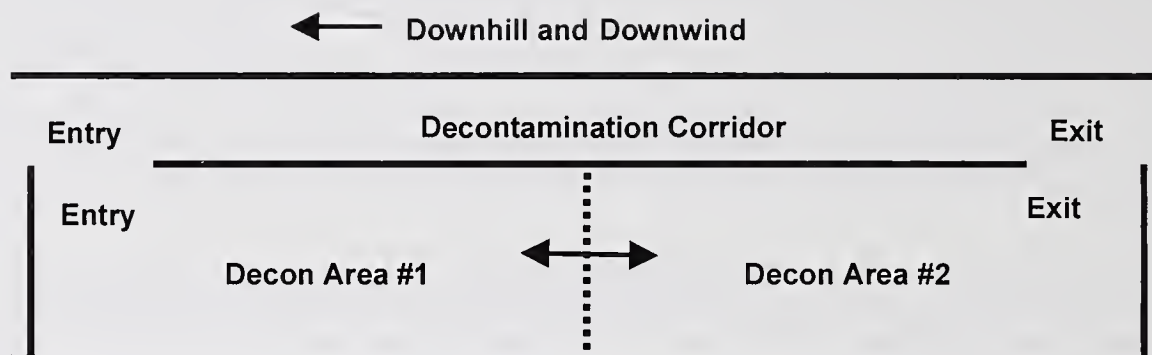 Downhill and Downwind
Entry Decontamination Corridor Exit
Entry Exit
Decon Area #1 Decon Area #2